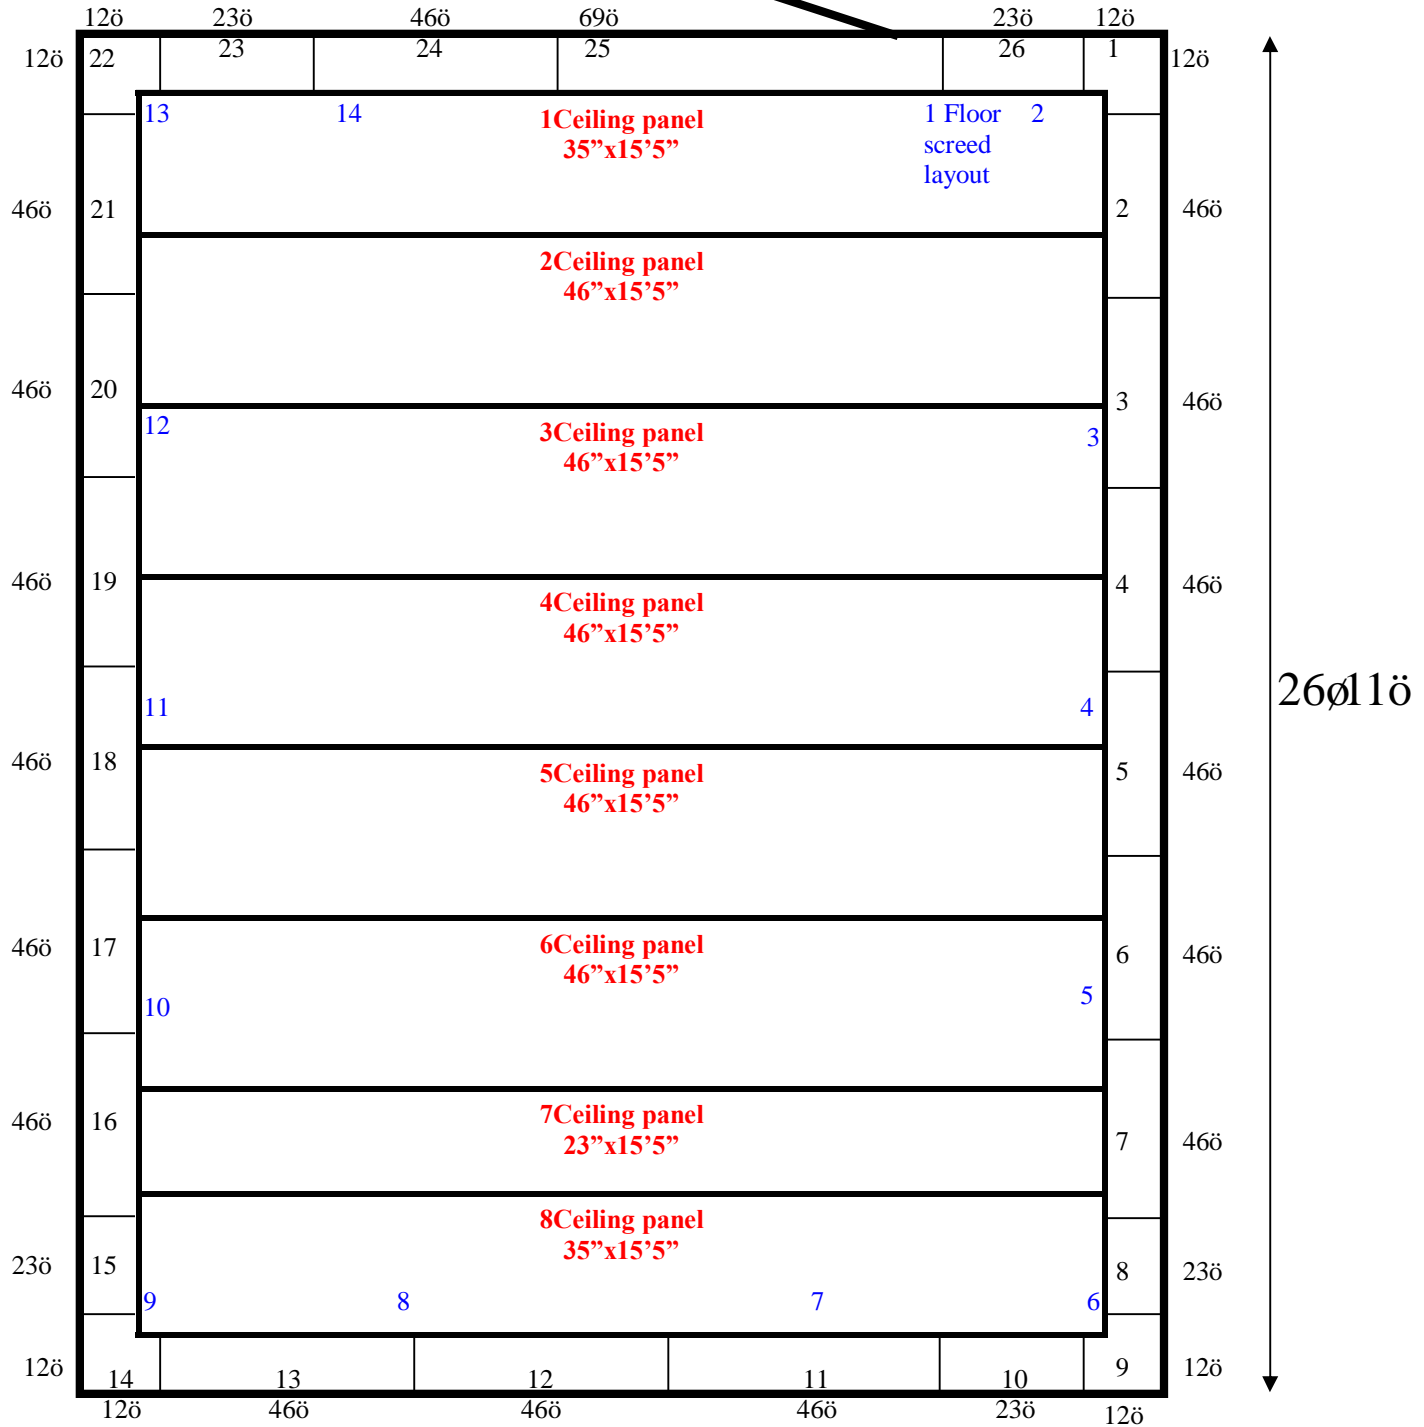 12ö 23ö 46ö 69ö 23ö 12ö
12ö 22 23 24 25 26 1 12ö
13 14 1Ceiling panel 1 Floor 2
35”x15’5” screed
layout
46ö 21 2 46ö
2Ceiling panel
46”x15’5”
46ö 20 3 46ö
12 3Ceiling panel 3
46”x15’5”
46ö 19 4 46ö
4Ceiling panel
46”x15’5”
11 4
26ø11ö
46ö 18 5 46ö
5Ceiling panel
46”x15’5”
46ö 17 6 46ö
6Ceiling panel
46”x15’5”
10 5
46ö 16 7 46ö
7Ceiling panel
23”x15’5”
8Ceiling panel
35”x15’5”
23ö 15 8 23ö
9 8 7 6
12ö 14 13 12 11 10 9 12ö
12ö 46ö 46ö 46ö 23ö 12ö